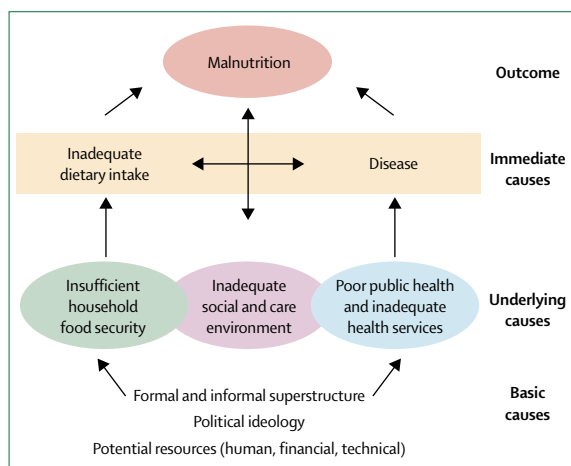 Malnutrition
Outcome
Inadequate
dietary intake
Disease
Immediate
causes
Insufficient
household
food security
Inadequate
social and care
environment
Poor public health
and inadequate
health services
Underlying
causes
Formal and informal superstructure
Political ideology
Potential resources (human, financial, technical)
Basic
causes